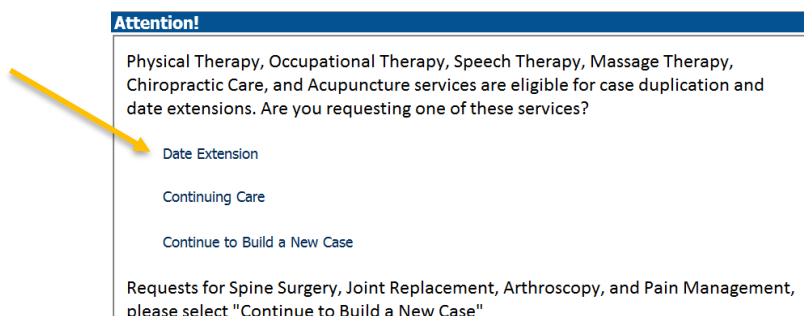 Attention!
Physical Therapy, Occupational Therapy, Speech Therapy, Massage Therapy,
Chiropractic Care, and Acupuncture services are eligible for case duplication and
date extensions. Are you requesting one of these services?
Date Extension
Continuing Care
Continue to Build a New Case
Requests for Spine Surgery, Joint Replacement, Arthroscopy, and Pain Management,
please select "Continue to Build a New Case"